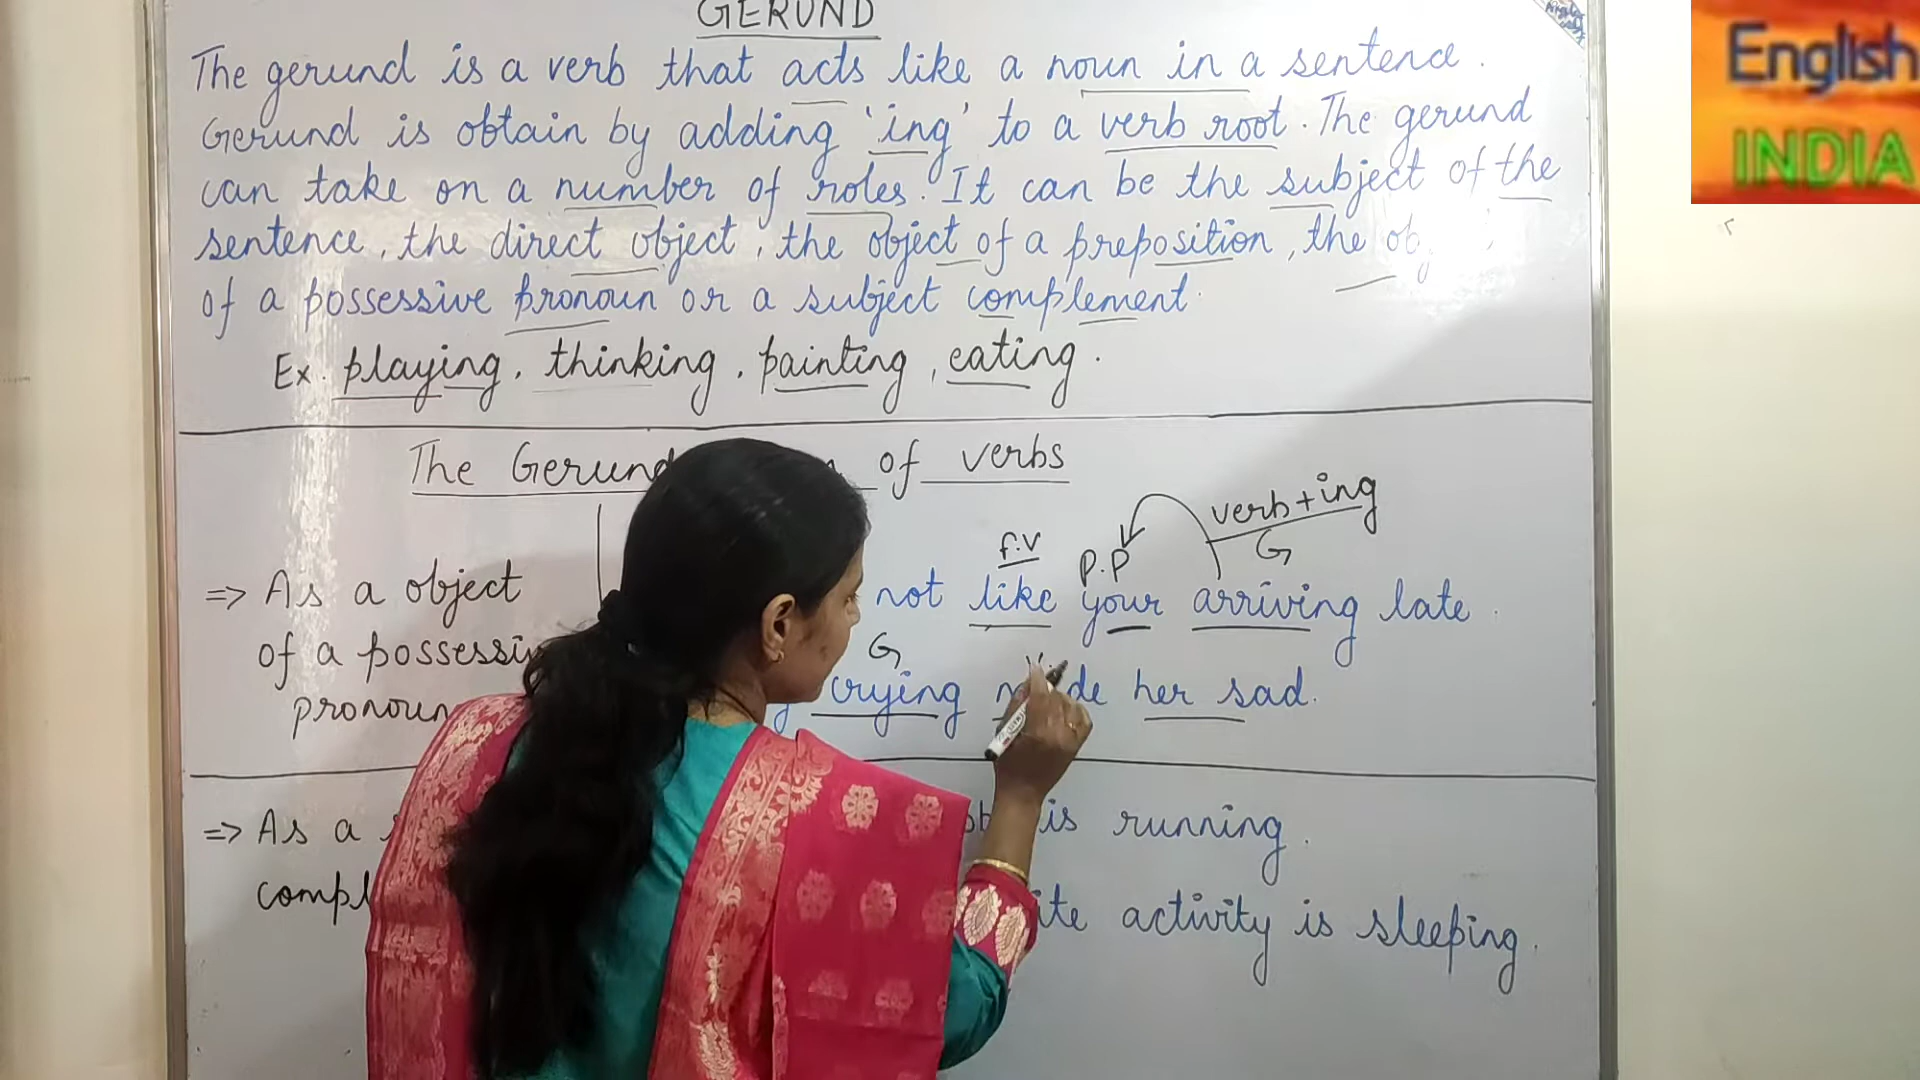 GERUND
The gerund is a verb that acts like a noun in a sentence.
Gerund is obtain by adding 'ing' to a verb root. The gerund
can take on a number of roles. It can be the subject of the
sentence, the direct object, the object of a preposition, the
of a possessive pronoun or a subject complement.
Ex. playing, thinking, painting, eating.
The Gerund of verbs
verb+ing
f.v
P.P
G
=> As a object
not like your arriving late.
of a possessive
G
crying made her sad.
pronoun
=> As a
is running.
activity is sleeping.
English
INDIA